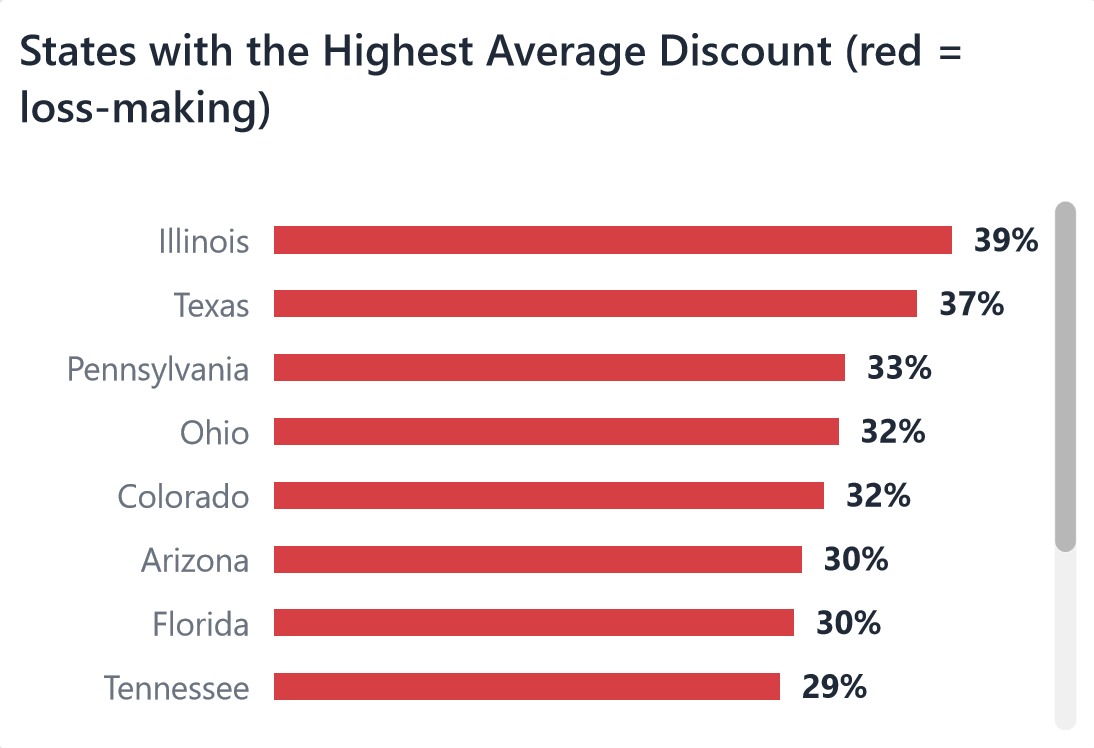 States with the Highest Average Discount (red =
loss-making)
Illinois 39%
Texas 37%
Pennsylvania 33%
Ohio 32%
Colorado 32%
Arizona 30%
Florida 30%
Tennessee 29%